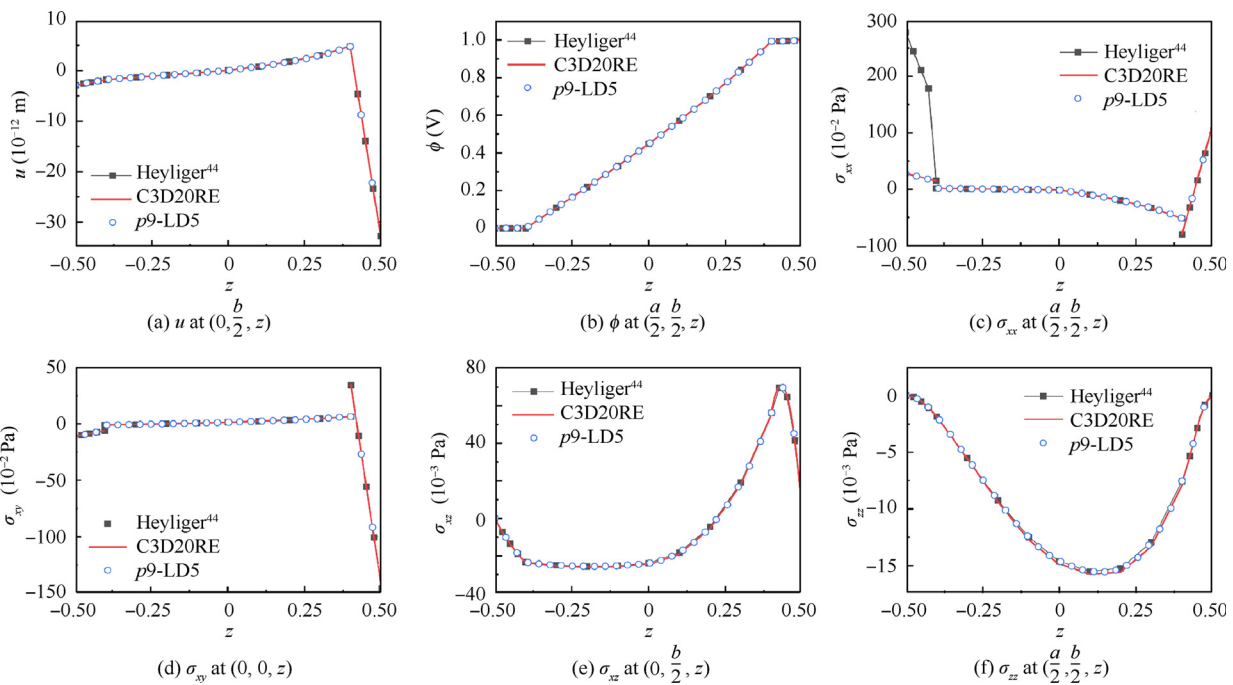 u (10⁻¹² m)
10
0
−10
−20
−30
Heyliger⁴⁴
C3D20RE
p9-LD5
−0.50 −0.25 0 0.25 0.50
z
(a) u at (0, b/2, z)
ϕ (V)
1.0
0.8
0.6
0.4
0.2
0
Heyliger⁴⁴
C3D20RE
p9-LD5
−0.50 −0.25 0 0.25 0.50
z
(b) ϕ at (a/2, b/2, z)
σxx (10⁻² Pa)
300
200
100
0
−100
Heyliger⁴⁴
C3D20RE
p9-LD5
−0.50 −0.25 0 0.25 0.50
z
(c) σxx at (a/2, b/2, z)
σxy (10⁻² Pa)
50
0
−50
−100
−150
Heyliger⁴⁴
C3D20RE
p9-LD5
−0.50 −0.25 0 0.25 0.50
z
(d) σxy at (0, 0, z)
σxz (10⁻³ Pa)
80
40
0
−40
Heyliger⁴⁴
C3D20RE
p9-LD5
−0.50 −0.25 0 0.25 0.50
z
(e) σxz at (0, b/2, z)
σzz (10⁻³ Pa)
0
−5
−10
−15
Heyliger⁴⁴
C3D20RE
p9-LD5
−0.50 −0.25 0 0.25 0.50
z
(f) σzz at (a/2, b/2, z)